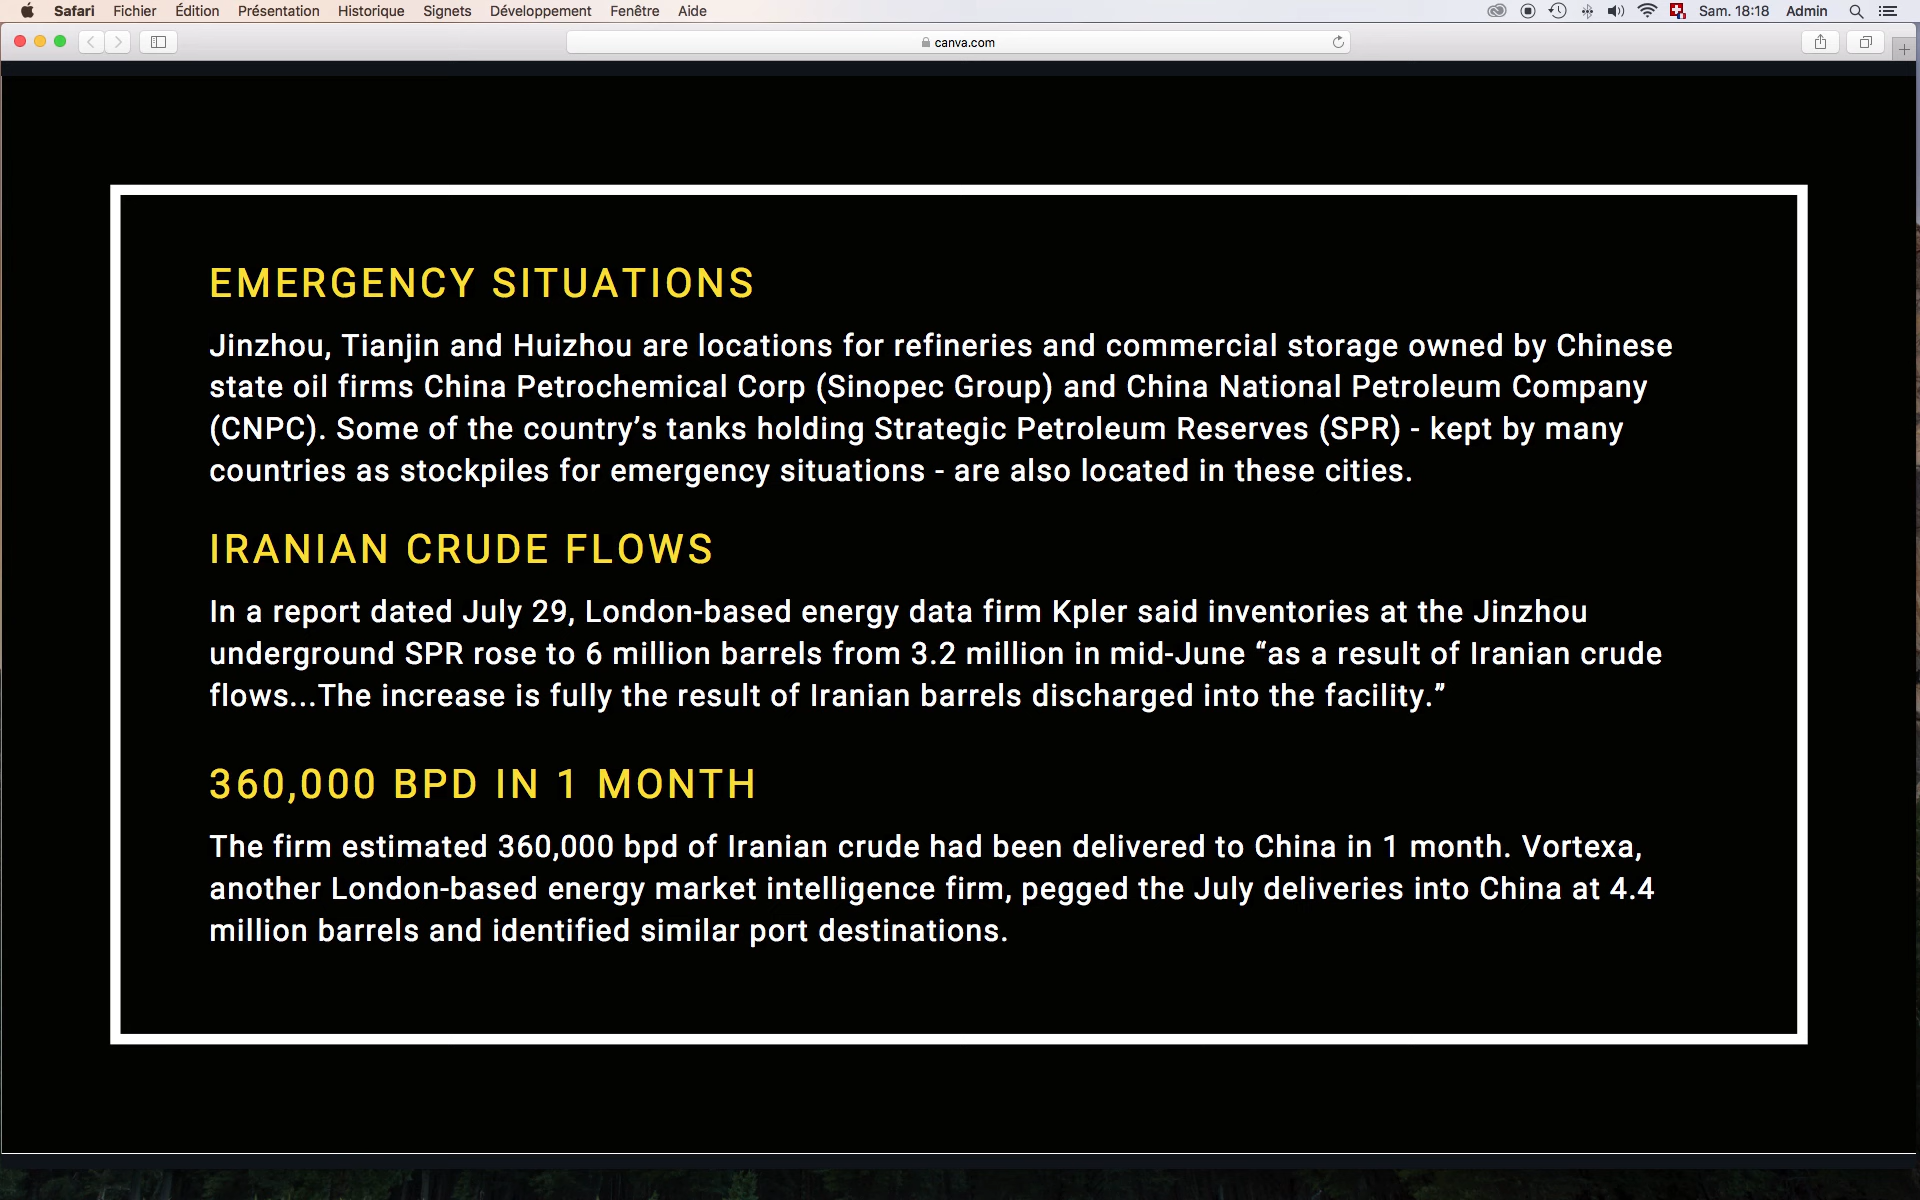 Safari Fichier Édition Présentation Historique Signets Développement Fenêtre Aide Sam. 18:18 Admin
canva.com
EMERGENCY SITUATIONS
Jinzhou, Tianjin and Huizhou are locations for refineries and commercial storage owned by Chinese
state oil firms China Petrochemical Corp (Sinopec Group) and China National Petroleum Company
(CNPC). Some of the country’s tanks holding Strategic Petroleum Reserves (SPR) - kept by many
countries as stockpiles for emergency situations - are also located in these cities.
IRANIAN CRUDE FLOWS
In a report dated July 29, London-based energy data firm Kpler said inventories at the Jinzhou
underground SPR rose to 6 million barrels from 3.2 million in mid-June “as a result of Iranian crude
flows...The increase is fully the result of Iranian barrels discharged into the facility.”
360,000 BPD IN 1 MONTH
The firm estimated 360,000 bpd of Iranian crude had been delivered to China in 1 month. Vortexa,
another London-based energy market intelligence firm, pegged the July deliveries into China at 4.4
million barrels and identified similar port destinations.